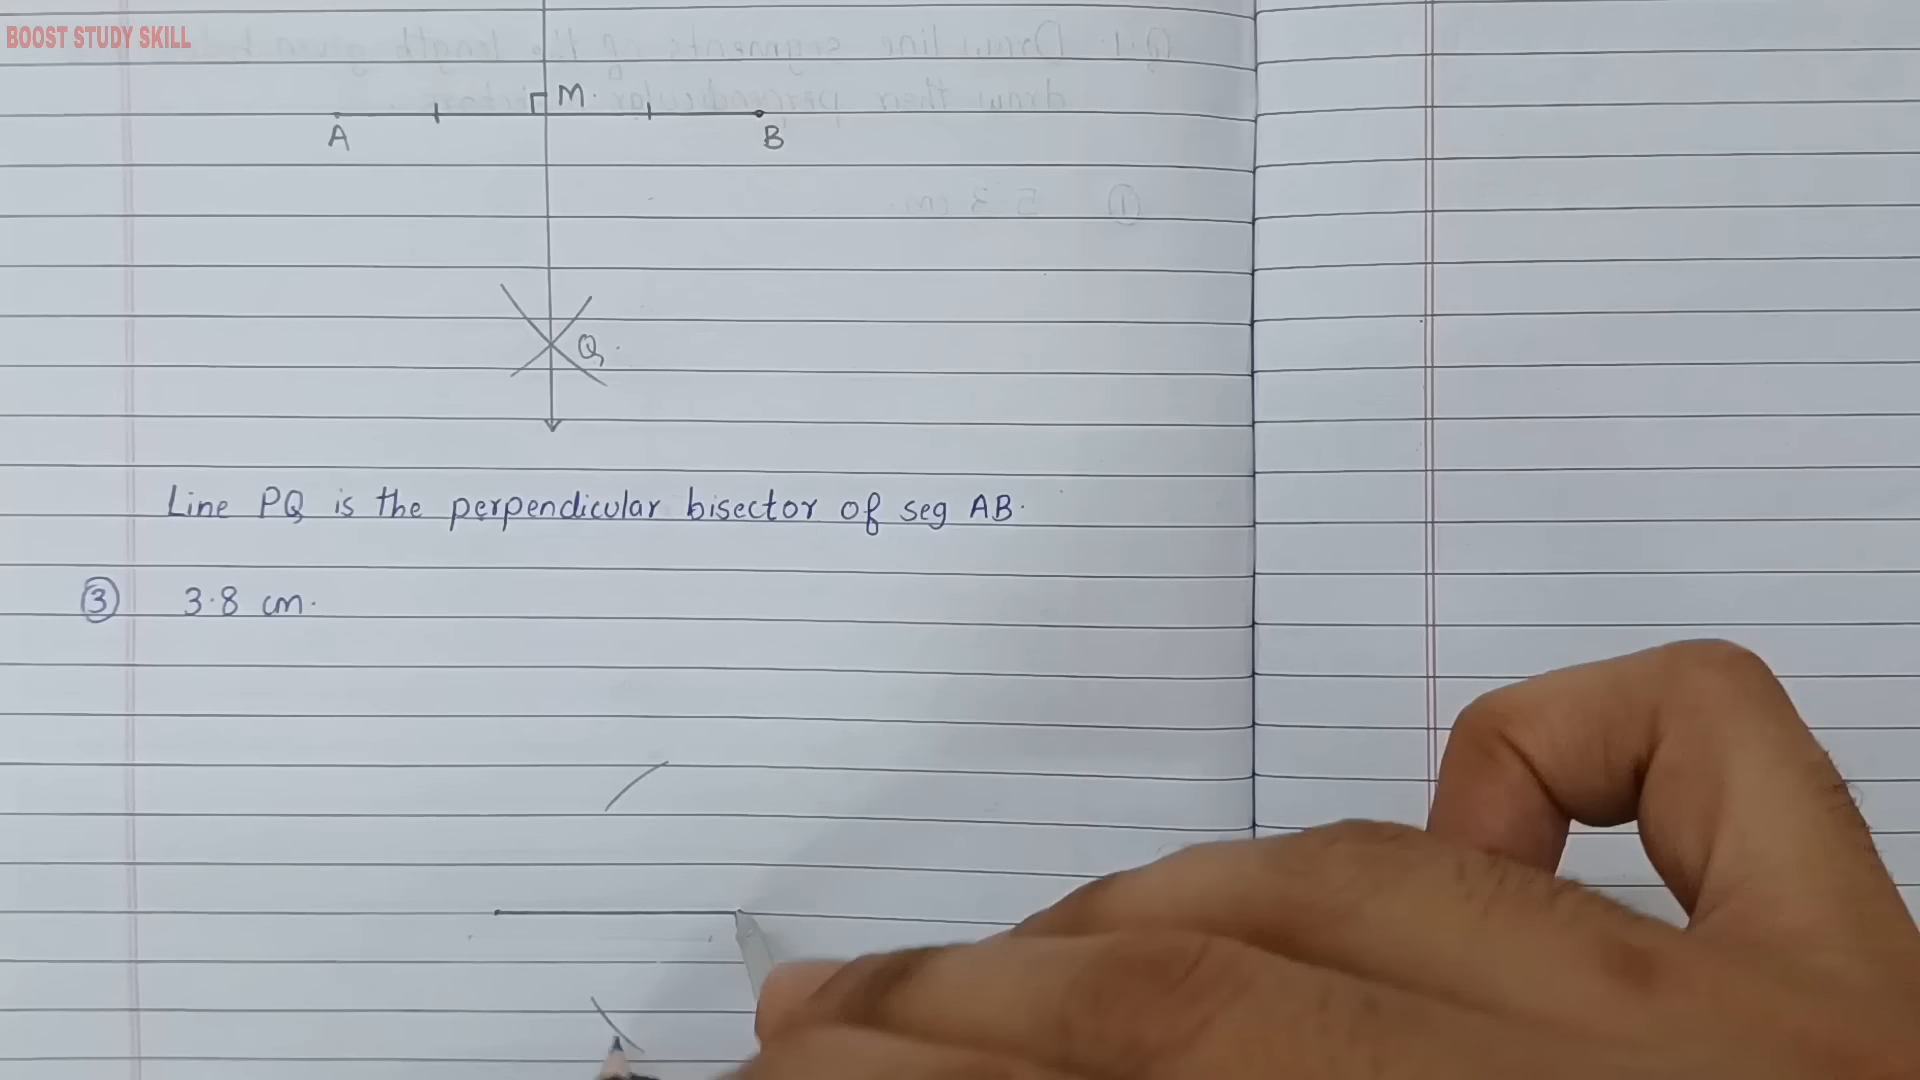 BOOST STUDY SKILL
M.
A
B
Q.
Line PQ is the perpendicular bisector of seg AB.
③ 3.8 cm.